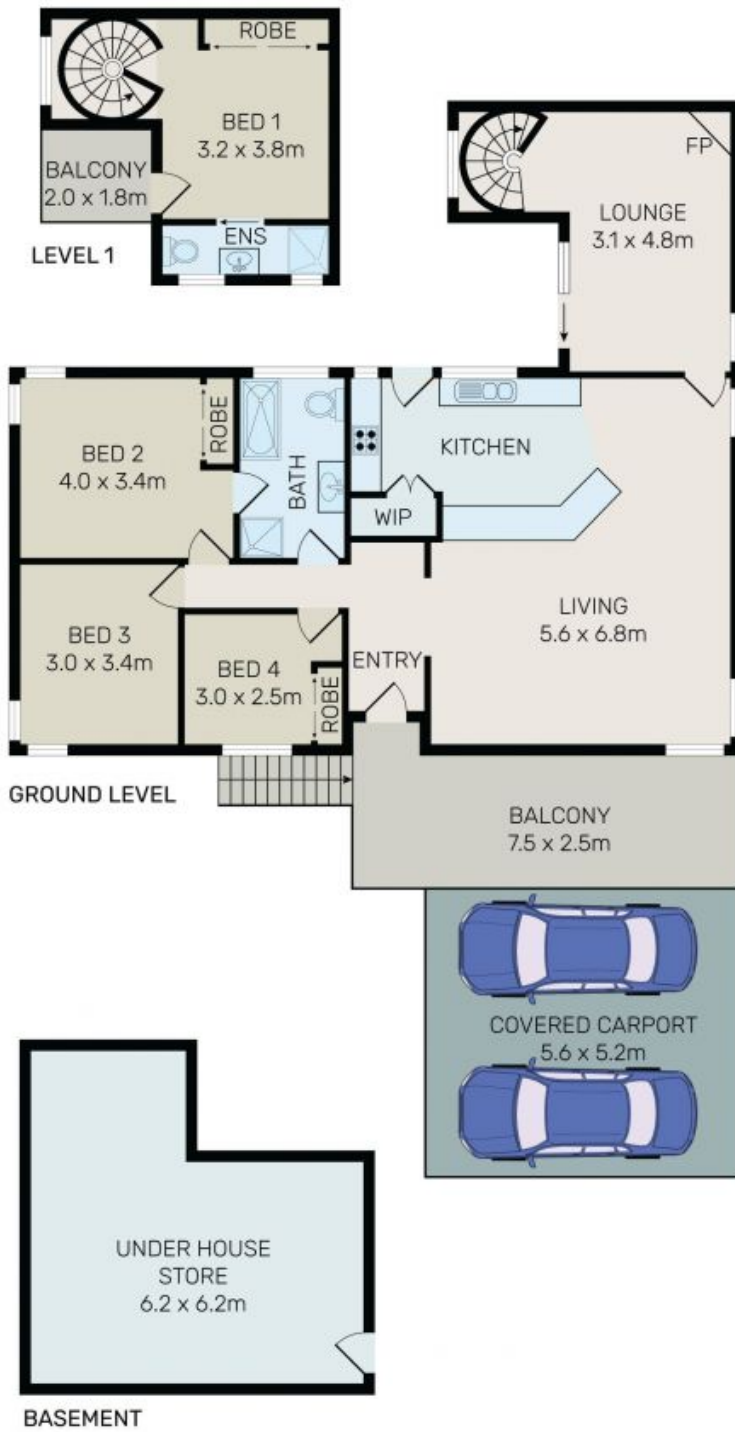 ROBE
BED 1
3.2 x 3.8m
BALCONY
2.0 x 1.8m
ENS
LEVEL 1
FP
LOUNGE
3.1 x 4.8m
BED 2
4.0 x 3.4m
ROBE
BATH
KITCHEN
WIP
LIVING
5.6 x 6.8m
BED 3
3.0 x 3.4m
BED 4
3.0 x 2.5m
ROBE
ENTRY
GROUND LEVEL
BALCONY
7.5 x 2.5m
COVERED CARPORT
5.6 x 5.2m
UNDER HOUSE
STORE
6.2 x 6.2m
BASEMENT